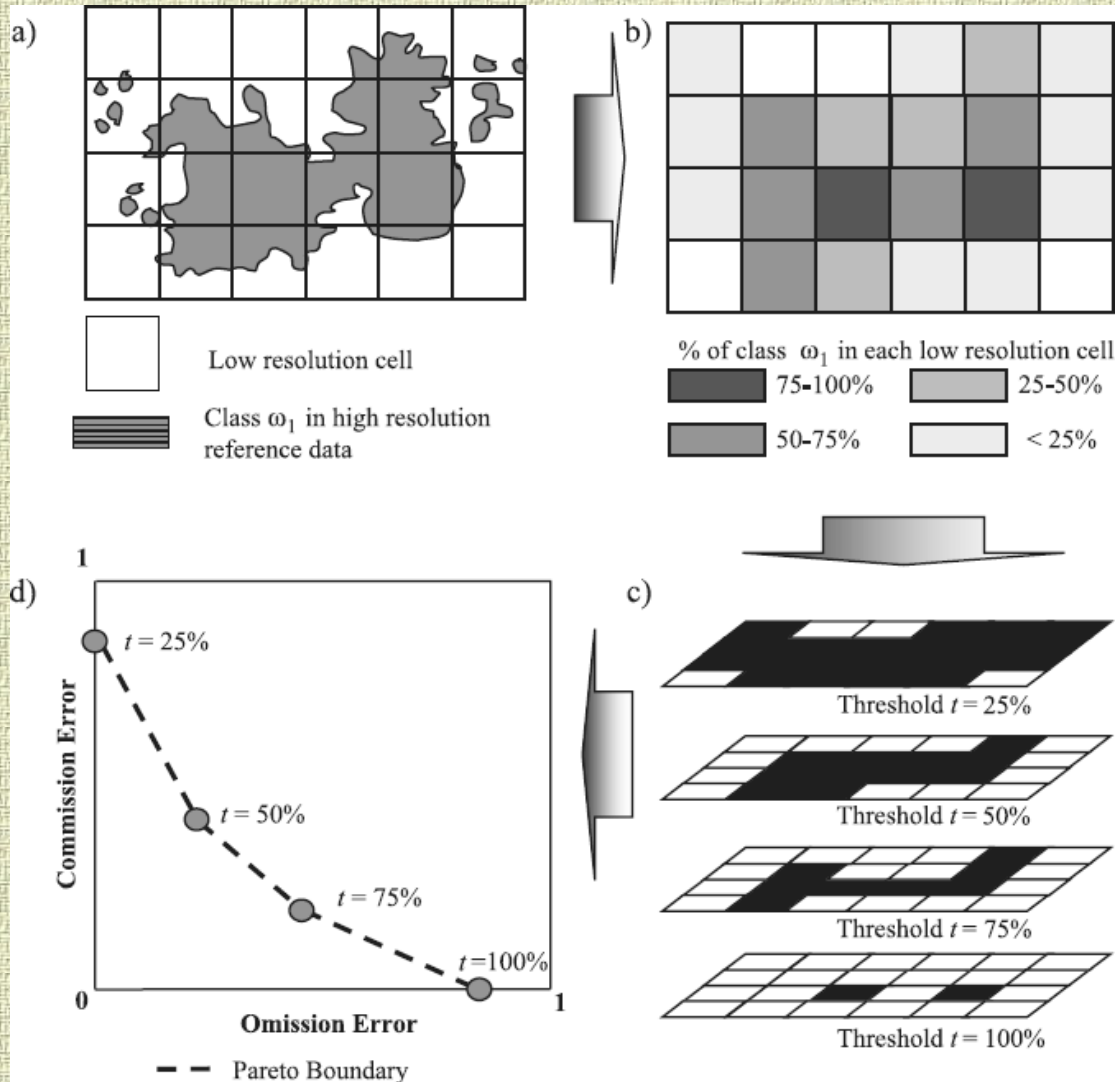 a)
Low resolution cell
Class ω₁ in high resolution
reference data
b)
% of class ω₁ in each low resolution cell
75-100%
25-50%
50-75%
< 25%
c)
Threshold t = 25%
Threshold t = 50%
Threshold t = 75%
Threshold t = 100%
d)
1
Commission Error
t = 25%
t = 50%
t = 75%
t =100%
0
1
Omission Error
Pareto Boundary